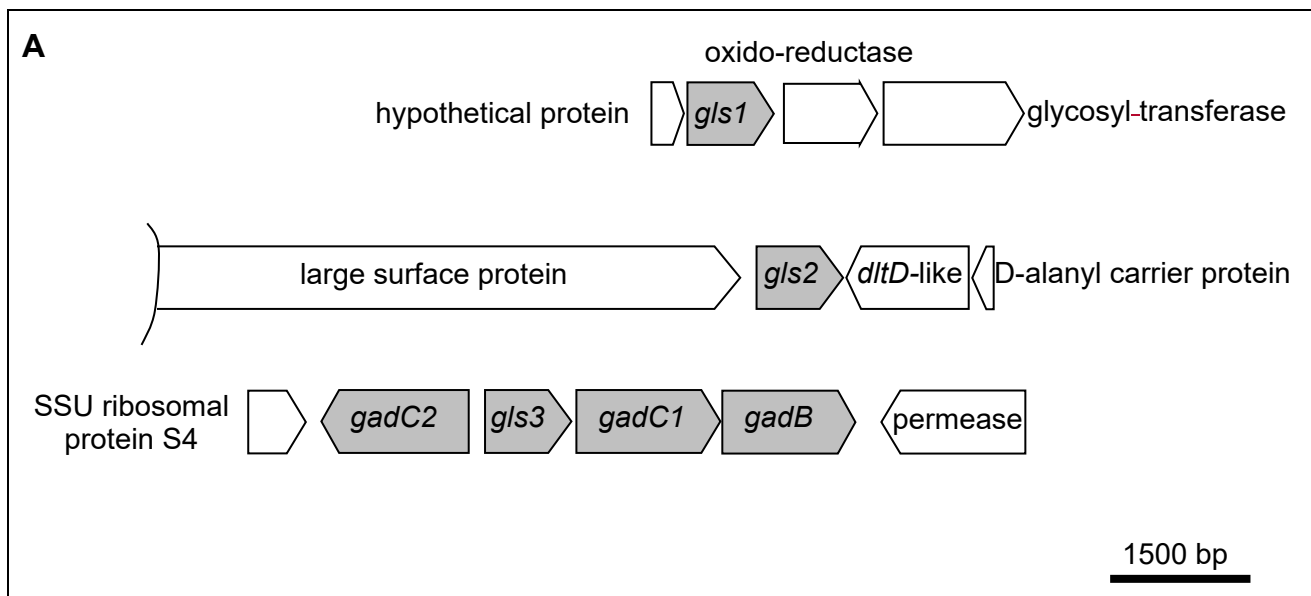 A
oxido-reductase
hypothetical protein gls1 glycosyl-transferase
large surface protein gls2 dltD-like D-alanyl carrier protein
SSU ribosomal
protein S4
gadC2 gls3 gadC1 gadB permease
1500 bp